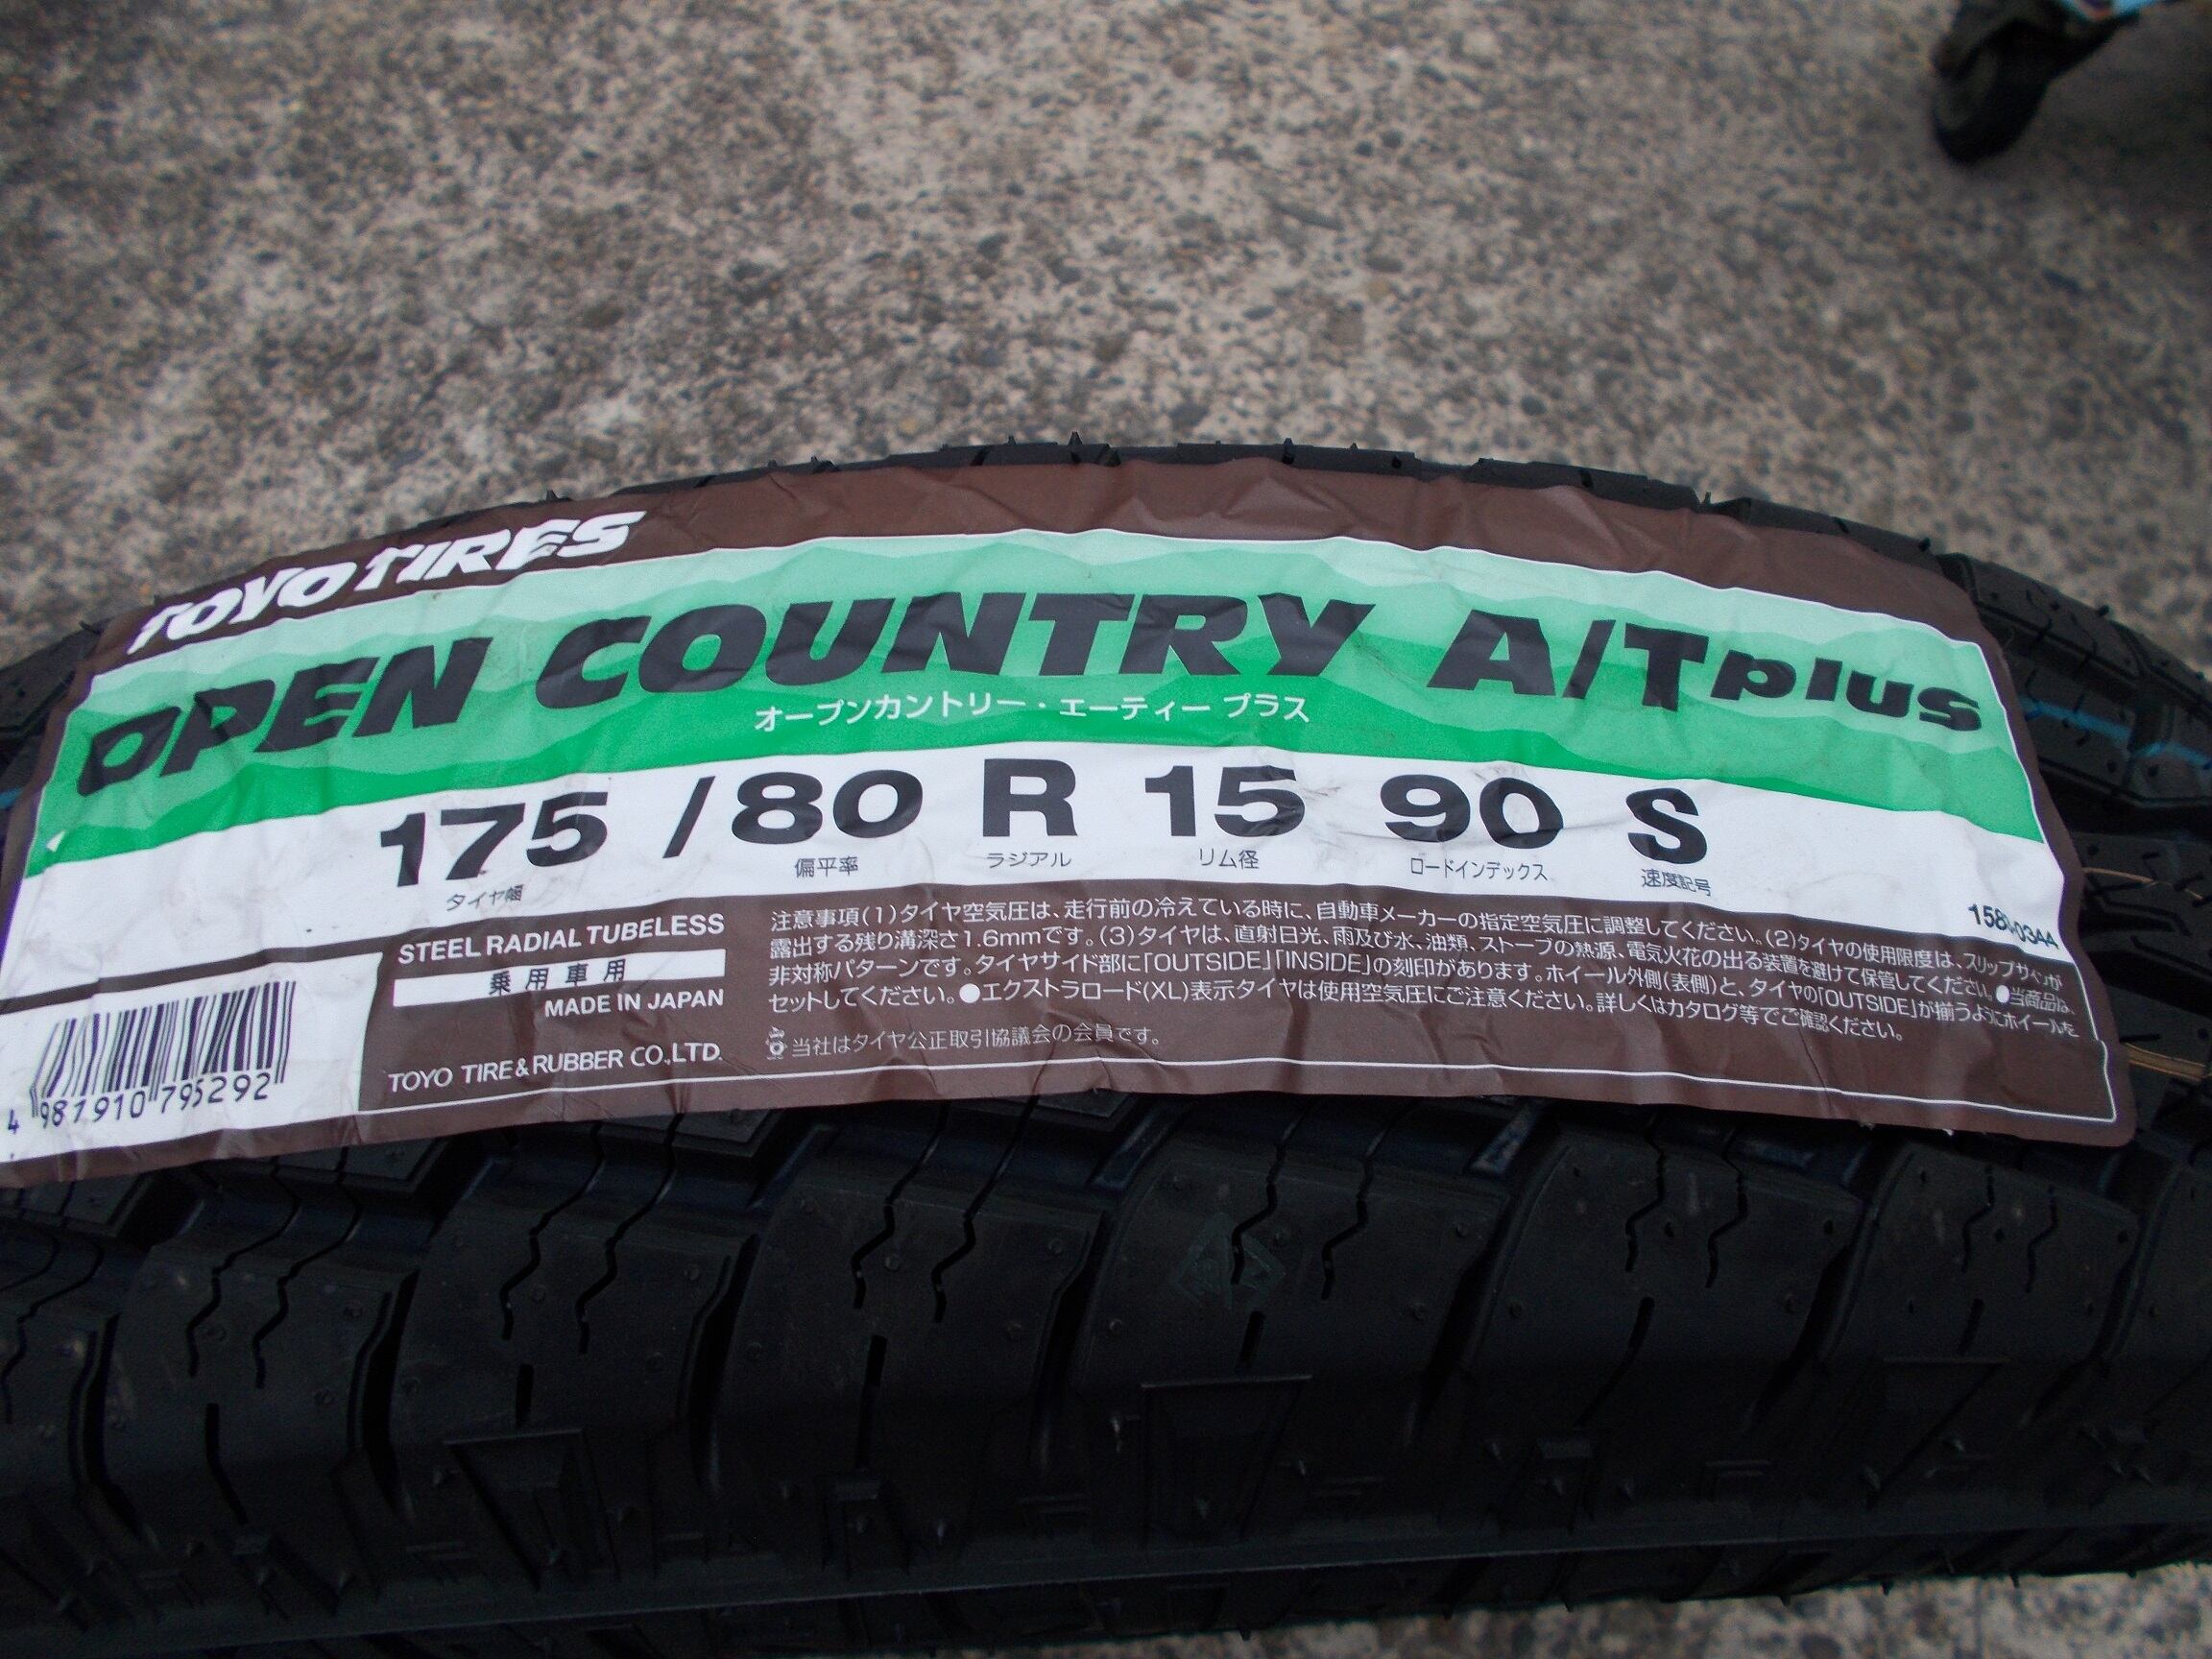 TOYO TIRES
OPEN COUNTRY A/T plus
オープンカントリー・エーティー プラス
175 / 80 R 15 90 S
タイヤ幅 偏平率 ラジアル リム径 ロードインデックス 速度記号
STEEL RADIAL TUBELESS
乗用車用
MADE IN JAPAN
TOYO TIRE & RUBBER CO.,LTD.
4 987910 795292
注意事項(1)タイヤ空気圧は、走行前の冷えている時に、自動車メーカーの指定空気圧に調整してください。(2)タイヤの使用限度は、スリップサインが
露出する残り溝深さ1.6mmです。(3)タイヤは、直射日光、雨及び水、油類、ストーブの熱源、電気火花の出る装置を避けて保管してください。●当商品は、
非対称パターンです。タイヤサイド部に「OUTSIDE」「INSIDE」の刻印があります。ホイール外側(表側)と、タイヤの「OUTSIDE」が揃うようにホイールを
セットしてください。●エクストラロード(XL)表示タイヤは使用空気圧にご注意ください。詳しくはカタログ等でご確認ください。
当社はタイヤ公正取引協議会の会員です。